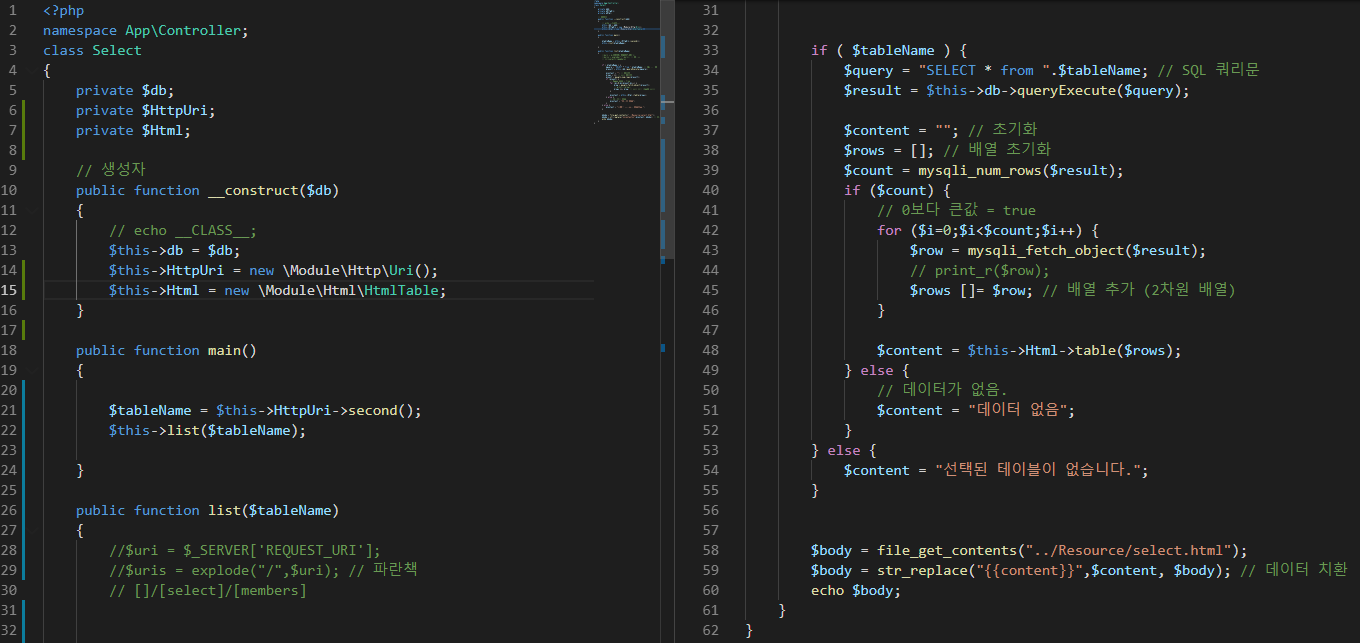 1 <?php
2 namespace App\Controller;
3 class Select
4 {
5 private $db;
6 private $HttpUri;
7 private $Html;
8
9 // 생성자
10 public function __construct($db)
11 {
12 // echo __CLASS__;
13 $this->db = $db;
14 $this->HttpUri = new \Module\Http\Uri();
15 $this->Html = new \Module\Html\HtmlTable;
16 }
17
18 public function main()
19 {
20
21 $tableName = $this->HttpUri->second();
22 $this->list($tableName);
23
24 }
25
26 public function list($tableName)
27 {
28 //$uri = $_SERVER['REQUEST_URI'];
29 //$uris = explode("/",$uri); // 파란책
30 // []/[select]/[members]
31
32
31
32
33 if ( $tableName ) {
34 $query = "SELECT * from ".$tableName; // SQL 쿼리문
35 $result = $this->db->queryExecute($query);
36
37 $content = ""; // 초기화
38 $rows = []; // 배열 초기화
39 $count = mysqli_num_rows($result);
40 if ($count) {
41 // 0보다 큰값 = true
42 for ($i=0;$i<$count;$i++) {
43 $row = mysqli_fetch_object($result);
44 // print_r($row);
45 $rows []= $row; // 배열 추가 (2차원 배열)
46 }
47
48 $content = $this->Html->table($rows);
49 } else {
50 // 데이터가 없음.
51 $content = "데이터 없음";
52 }
53 } else {
54 $content = "선택된 테이블이 없습니다.";
55 }
56
57
58 $body = file_get_contents("../Resource/select.html");
59 $body = str_replace("{{content}}",$content, $body); // 데이터 치환
60 echo $body;
61 }
62 }